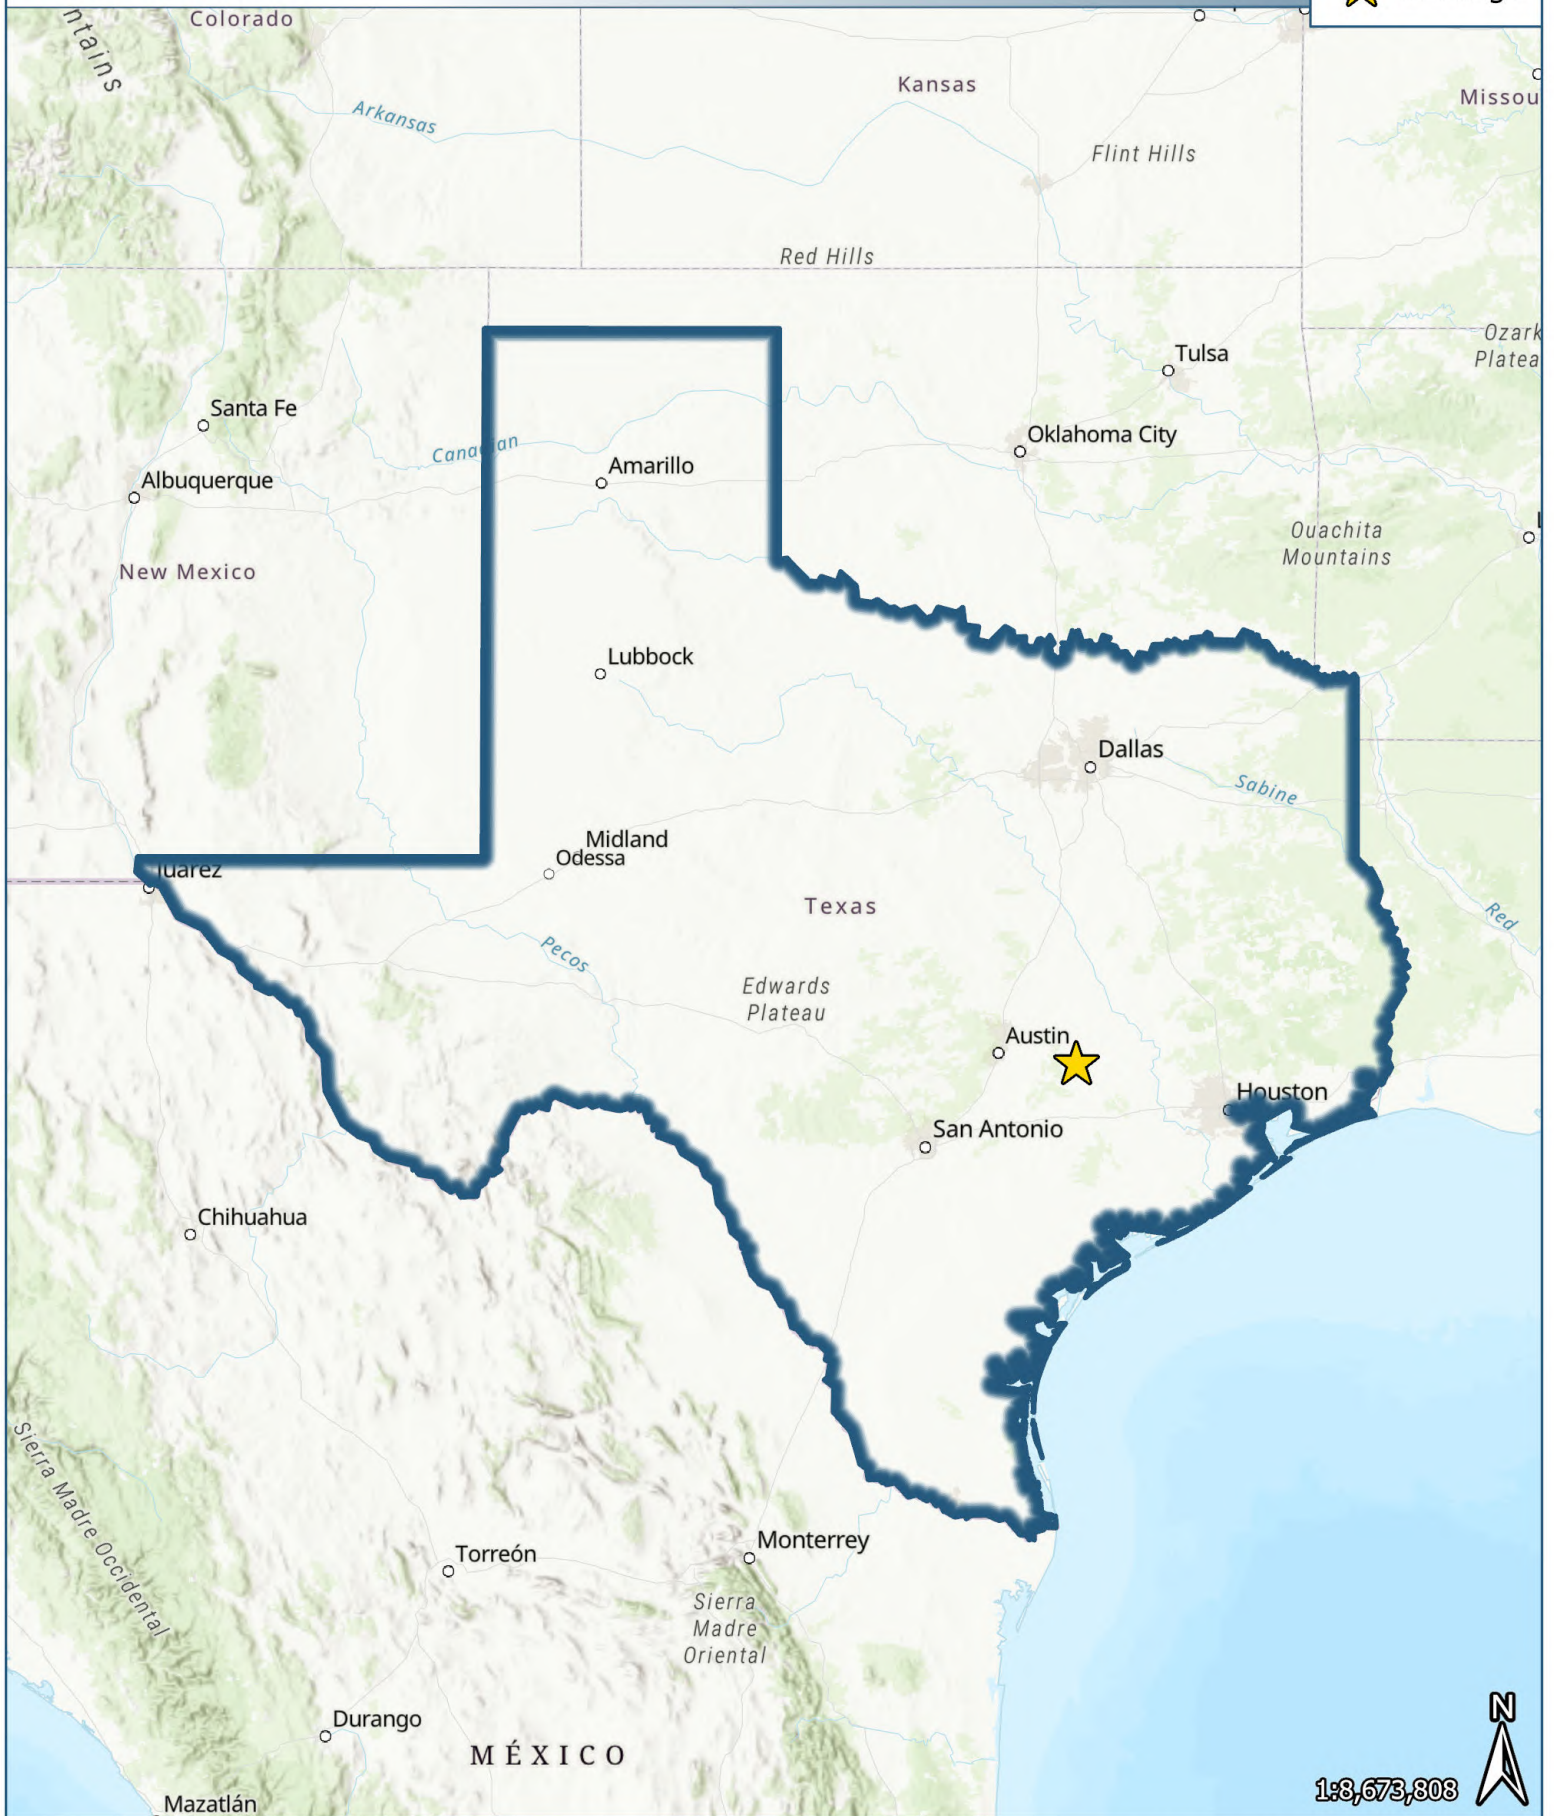 Colorado
ntains
Kansas
Missou
Arkansas
Flint Hills
Red Hills
Ozark
Platea
Tulsa
Santa Fe
Oklahoma City
Canadian
Amarillo
Albuquerque
Ouachita
Mountains
New Mexico
Lubbock
Dallas
Sabine
Midland
Odessa
Juárez
Texas
Red
Pecos
Edwards
Plateau
Austin
Houston
San Antonio
Chihuahua
Sierra Madre Occidental
Monterrey
Torreón
Sierra
Madre
Oriental
Durango
MÉXICO
N
1:8,673,808
Mazatlán